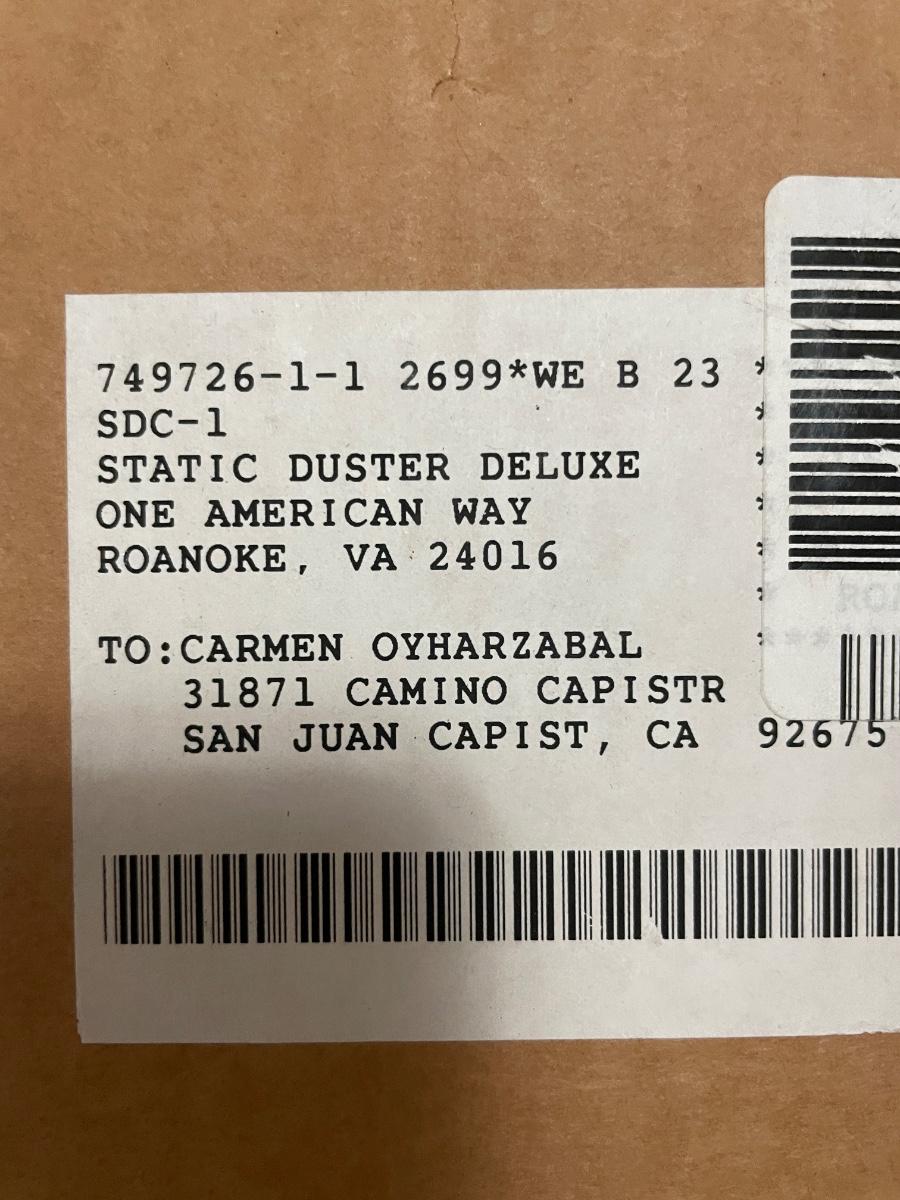 749726-1-1 2699*WE B 23 *
SDC-1 *
STATIC DUSTER DELUXE *
ONE AMERICAN WAY *
ROANOKE, VA 24016 *
*
TO:CARMEN OYHARZABAL *
31871 CAMINO CAPISTR
SAN JUAN CAPIST, CA 92675